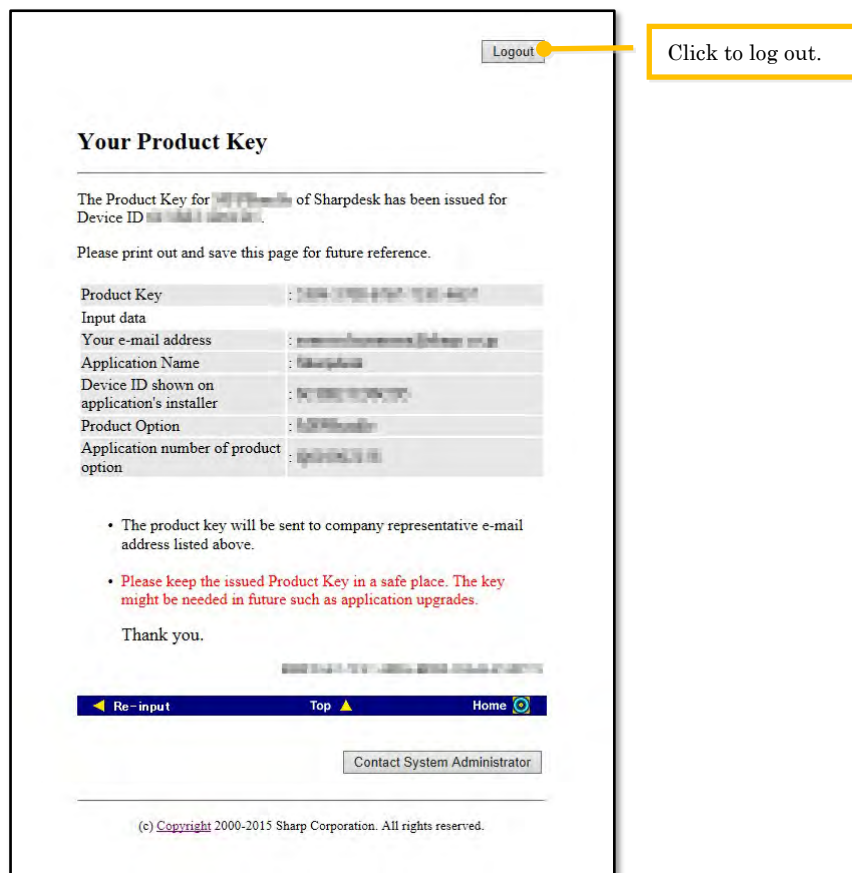 Logout
Click to log out.
Your Product Key
The Product Key for of Sharpdesk has been issued for
Device ID .
Please print out and save this page for future reference.
Product Key :
Input data
Your e-mail address :
Application Name :
Device ID shown on
application's installer :
Product Option :
Application number of product
option :
• The product key will be sent to company representative e-mail
address listed above.
• Please keep the issued Product Key in a safe place. The key
might be needed in future such as application upgrades.
Thank you.
Re-input Top Home
Contact System Administrator
(c) Copyright 2000-2015 Sharp Corporation. All rights reserved.